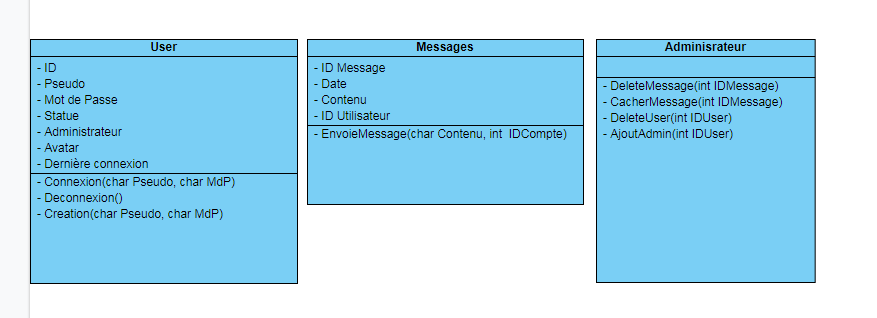 User
- ID
- Pseudo
- Mot de Passe
- Statue
- Administrateur
- Avatar
- Dernière connexion
- Connexion(char Pseudo, char MdP)
- Deconnexion()
- Creation(char Pseudo, char MdP)
Messages
- ID Message
- Date
- Contenu
- ID Utilisateur
- EnvoieMessage(char Contenu, int IDCompte)
Adminisrateur
- DeleteMessage(int IDMessage)
- CacherMessage(int IDMessage)
- DeleteUser(int IDUser)
- AjoutAdmin(int IDUser)